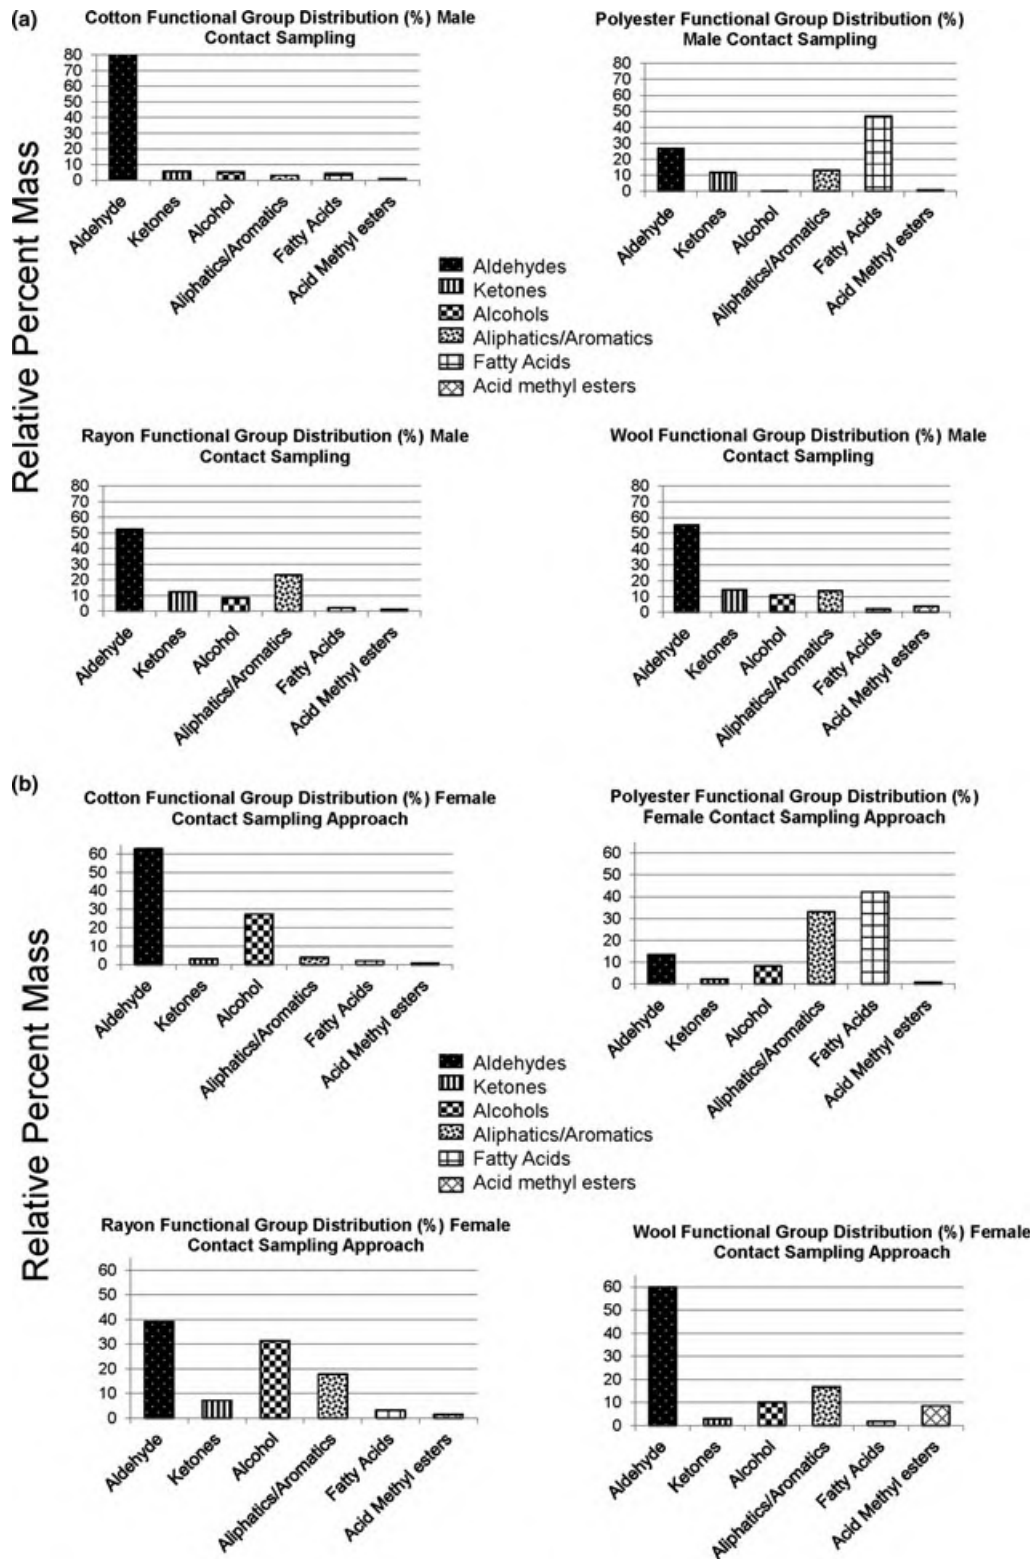 (a)
Cotton Functional Group Distribution (%) Male
Contact Sampling
80
70
60
50
40
30
20
10
0
Aldehyde
Ketones
Alcohol
Aliphatics/Aromatics
Fatty Acids
Acid Methyl esters
Polyester Functional Group Distribution (%)
Male Contact Sampling
80
70
60
50
40
30
20
10
0
Aldehyde
Ketones
Alcohol
Aliphatics/Aromatics
Fatty Acids
Acid Methyl esters
Relative Percent Mass
Aldehydes
Ketones
Alcohols
Aliphatics/Aromatics
Fatty Acids
Acid methyl esters
Rayon Functional Group Distribution (%) Male
Contact Sampling
80
70
60
50
40
30
20
10
0
Aldehyde
Ketones
Alcohol
Aliphatics/Aromatics
Fatty Acids
Acid Methyl esters
Wool Functional Group Distribution (%) Male
Contact Sampling
80
70
60
50
40
30
20
10
0
Aldehyde
Ketones
Alcohol
Aliphatics/Aromatics
Fatty Acids
Acid Methyl esters
(b)
Cotton Functional Group Distribution (%) Female
Contact Sampling Approach
60
50
40
30
20
10
0
Aldehyde
Ketones
Alcohol
Aliphatics/Aromatics
Fatty Acids
Acid Methyl esters
Polyester Functional Group Distribution (%)
Female Contact Sampling Approach
60
50
40
30
20
10
0
Aldehyde
Ketones
Alcohol
Aliphatics/Aromatics
Fatty Acids
Acid Methyl esters
Relative Percent Mass
Aldehydes
Ketones
Alcohols
Aliphatics/Aromatics
Fatty Acids
Acid methyl esters
Rayon Functional Group Distribution (%) Female
Contact Sampling Approach
60
50
40
30
20
10
0
Aldehyde
Ketones
Alcohol
Aliphatics/Aromatics
Fatty Acids
Acid Methyl esters
Wool Functional Group Distribution (%) Female
Contact Sampling Approach
60
50
40
30
20
10
0
Aldehyde
Ketones
Alcohol
Aliphatics/Aromatics
Fatty Acids
Acid Methyl esters